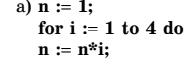 a) n := 1;
for i := 1 to 4 do
n := n*i;